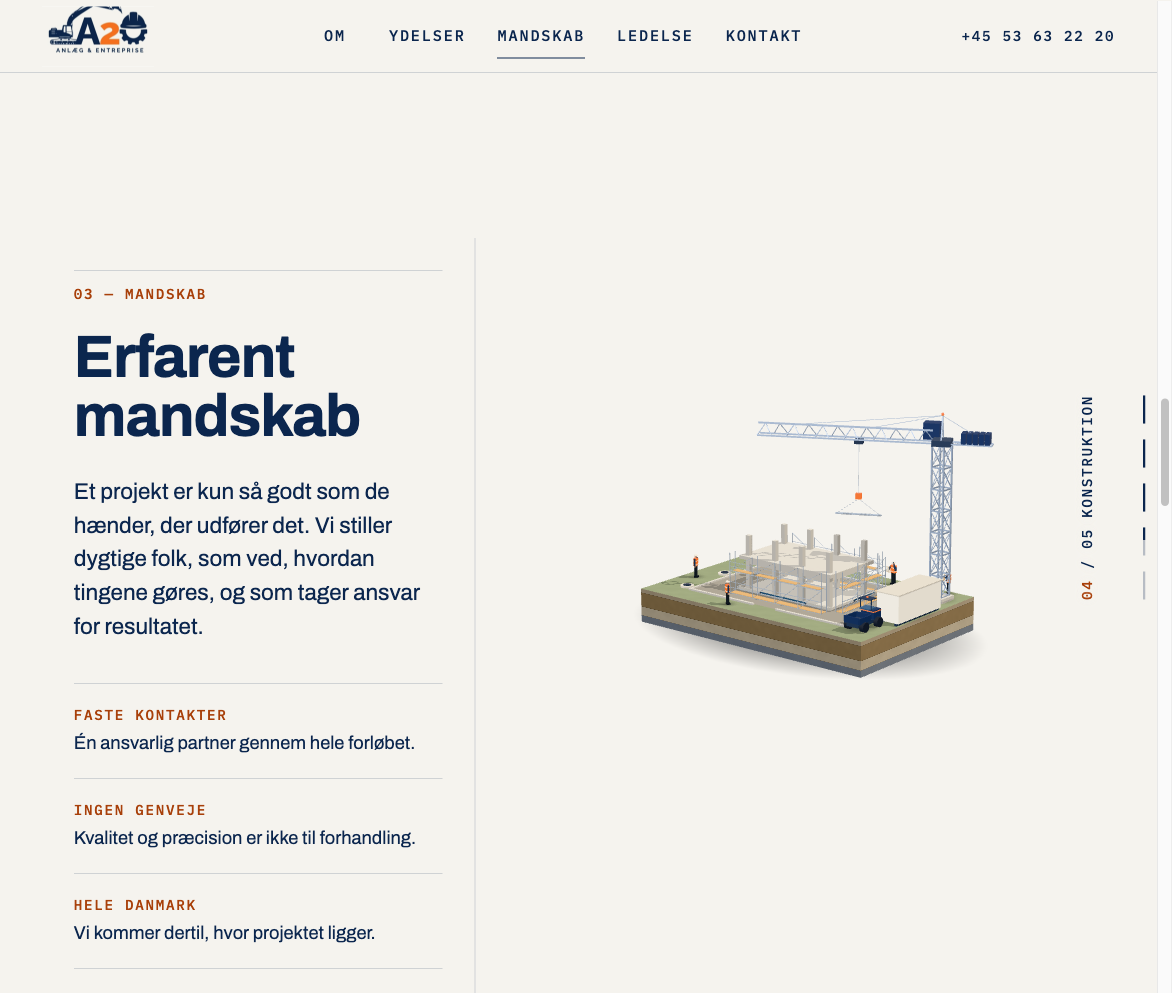 A20
ANLÆG & ENTREPRISE
OM YDELSER MANDSKAB LEDELSE KONTAKT
+45 53 63 22 20
03 — MANDSKAB
Erfarent
mandskab
Et projekt er kun så godt som de
hænder, der udfører det. Vi stiller
dygtige folk, som ved, hvordan
tingene gøres, og som tager ansvar
for resultatet.
FASTE KONTAKTER
Én ansvarlig partner gennem hele forløbet.
INGEN GENVEJE
Kvalitet og præcision er ikke til forhandling.
HELE DANMARK
Vi kommer dertil, hvor projektet ligger.
04 / 05 KONSTRUKTION